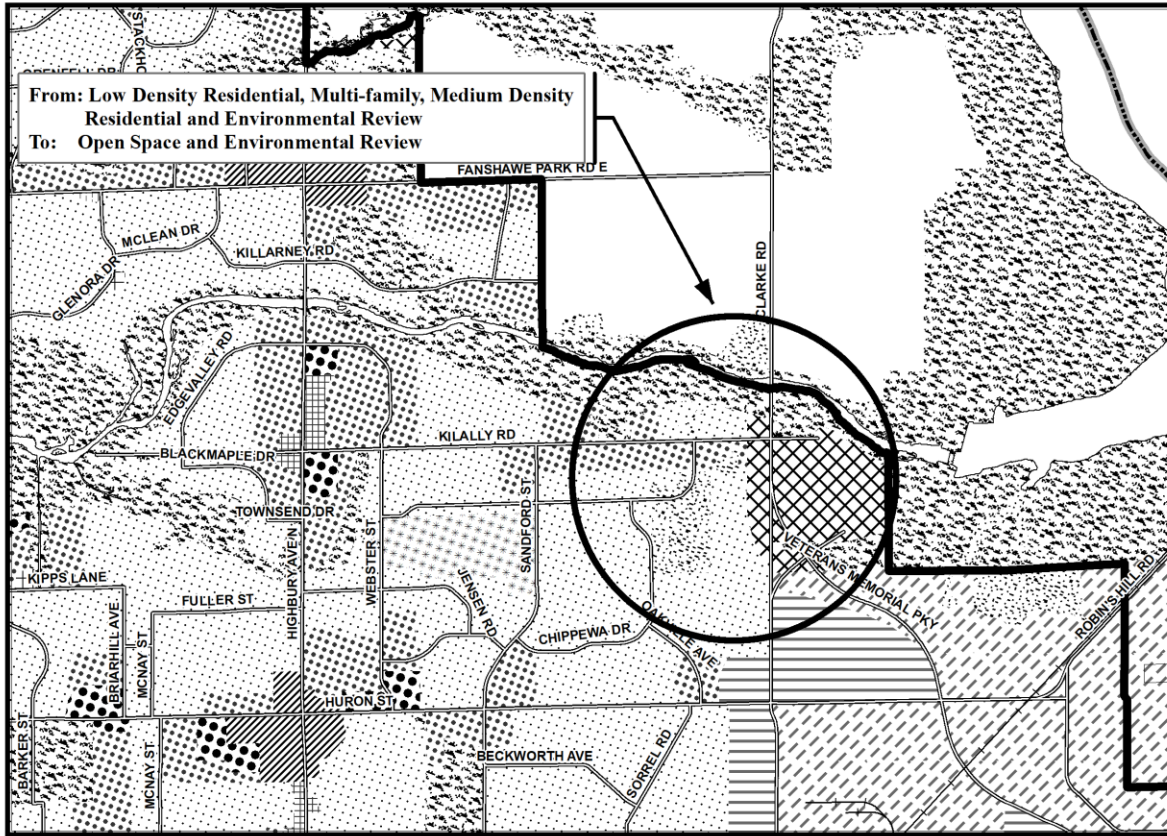 STACKHO
From: Low Density Residential, Multi-family, Medium Density
Residential and Environmental Review
To: Open Space and Environmental Review
FANSHAWE PARK RD E
MCLEAN DR
KILLARNEY RD
GLENORA DR
CLARKE RD
EDGEVALLEY RD
KILALLY RD
BLACKMAPLE DR
TOWNSEND DR
SANDFORD ST
WEBSTER ST
HIGHBURY AVE N
VETERANS MEMORIAL PKY
ROBIN'S HILL RD
KIPPS LANE
FULLER ST
JENSEN RD
BRIARHILL AVE
MCNAY ST
CHIPPEWA DR
OAKVILLE AVE
HURON ST
BARKER ST
MCNAY ST
BECKWORTH AVE
SORREL RD